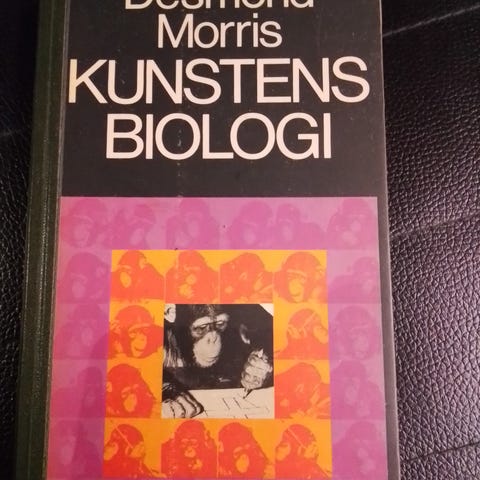 Desmond
Morris
KUNSTENS
BIOLOGI